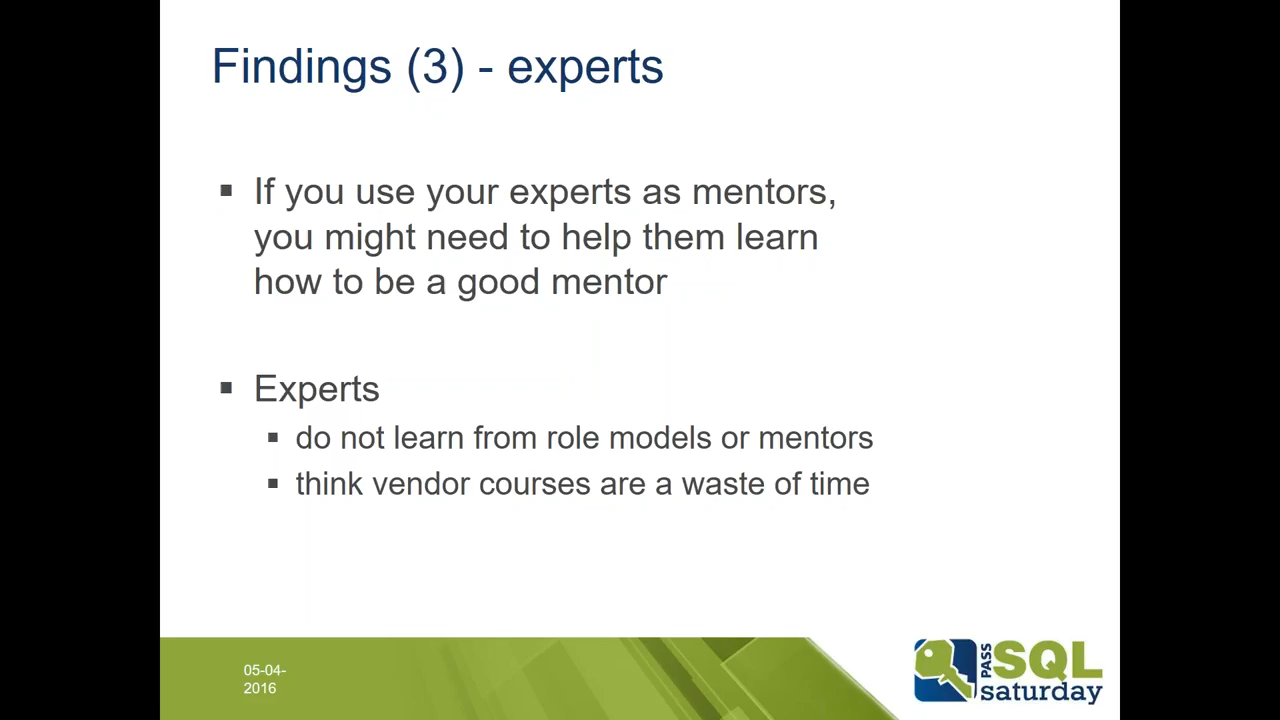 Findings (3) - experts
▪ If you use your experts as mentors,
you might need to help them learn
how to be a good mentor
▪ Experts
▪ do not learn from role models or mentors
▪ think vendor courses are a waste of time
05-04-
2016
PASS SQL
saturday